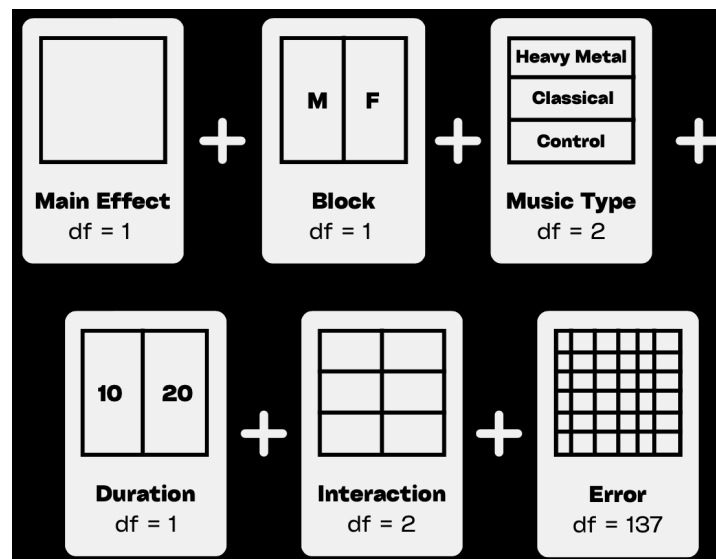 M F
Heavy Metal
Classical
Control
Main Effect
df = 1
Block
df = 1
Music Type
df = 2
10 20
Duration
df = 1
Interaction
df = 2
Error
df = 137